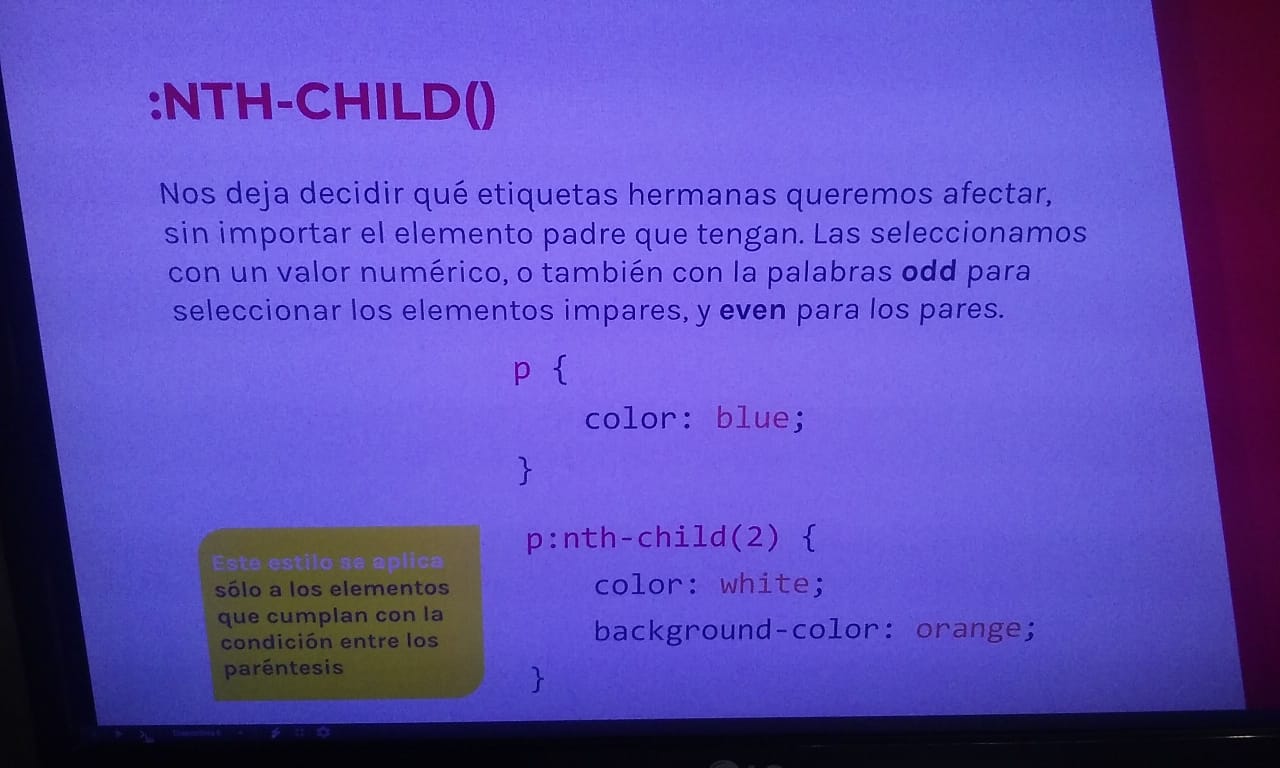 :NTH-CHILD()
Nos deja decidir qué etiquetas hermanas queremos afectar,
sin importar el elemento padre que tengan. Las seleccionamos
con un valor numérico, o también con la palabras odd para
seleccionar los elementos impares, y even para los pares.
p {
color: blue;
}
p:nth-child(2) {
color: white;
background-color: orange;
}
Este estilo se aplica
sólo a los elementos
que cumplan con la
condición entre los
paréntesis